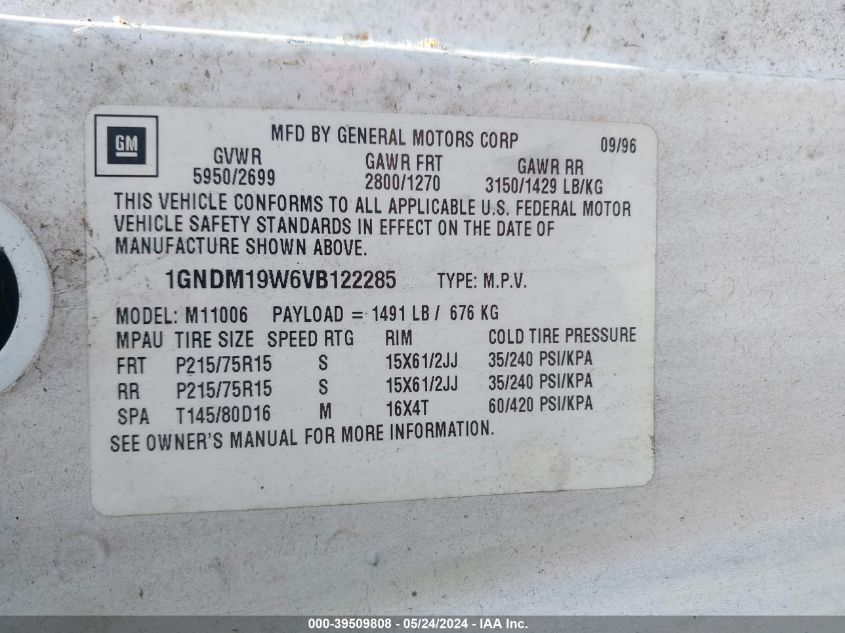 GM
MFD BY GENERAL MOTORS CORP 09/96
GVWR GAWR FRT GAWR RR
5950/2699 2800/1270 3150/1429 LB/KG
THIS VEHICLE CONFORMS TO ALL APPLICABLE U.S. FEDERAL MOTOR
VEHICLE SAFETY STANDARDS IN EFFECT ON THE DATE OF
MANUFACTURE SHOWN ABOVE.
1GNDM19W6VB122285 TYPE: M.P.V.
MODEL: M11006 PAYLOAD = 1491 LB / 676 KG
MPAU TIRE SIZE SPEED RTG RIM COLD TIRE PRESSURE
FRT P215/75R15 S 15X61/2JJ 35/240 PSI/KPA
RR P215/75R15 S 15X61/2JJ 35/240 PSI/KPA
SPA T145/80D16 M 16X4T 60/420 PSI/KPA
SEE OWNER'S MANUAL FOR MORE INFORMATION.
000-39509808 - 05/24/2024 - IAA Inc.